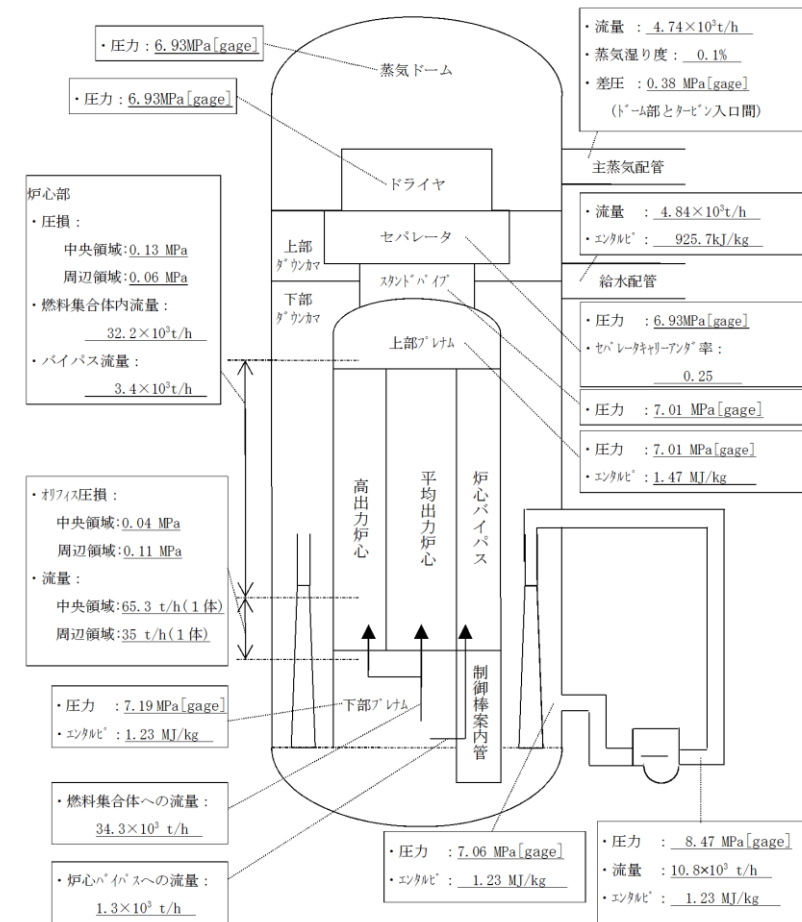 ・圧力：6.93MPa[gage]
・圧力：6.93MPa[gage]
蒸気ドーム
・流量 ： 4.74×10³t/h
・蒸気湿り度： 0.1%
・差圧 ：0.38 MPa[gage]
(ﾄﾞｰﾑ部とﾀｰﾋﾞﾝ入口間)
主蒸気配管
ドライヤ
セパレータ
スタンドﾊﾟｲﾌﾟ
上部
ﾀﾞｳﾝｶﾏ
下部
ﾀﾞｳﾝｶﾏ
上部ﾌﾟﾚﾅﾑ
・流量 ： 4.84×10³t/h
・ｴﾝﾀﾙﾋﾟ： 925.7kJ/kg
給水配管
・圧力 ：6.93MPa[gage]
・ｾﾊﾟﾚｰﾀｷｬﾘｰｱﾝﾀﾞ率：
0.25
・圧力 ：7.01 MPa[gage]
・圧力 ：7.01 MPa[gage]
・ｴﾝﾀﾙﾋﾟ：1.47 MJ/kg
炉心部
・圧損：
中央領域:0.13 MPa
周辺領域:0.06 MPa
・燃料集合体内流量：
32.2×10³t/h
・バイパス流量：
3.4×10³t/h
高出力炉心
平均出力炉心
炉心バイパス
・ｵﾘﾌｨｽ圧損：
中央領域:0.04 MPa
周辺領域:0.11 MPa
・流量：
中央領域:65.3 t/h(1体)
周辺領域:35 t/h(1体)
制御棒案内管
下部ﾌﾟﾚﾅﾑ
・圧力 ：7.19 MPa[gage]
・ｴﾝﾀﾙﾋﾟ：1.23 MJ/kg
・燃料集合体への流量：
34.3×10³ t/h
・炉心ﾊﾞｲﾊﾟｽへの流量：
1.3×10³ t/h
・圧力 ：7.06 MPa[gage]
・ｴﾝﾀﾙﾋﾟ： 1.23 MJ/kg
・圧力 ： 8.47 MPa[gage]
・流量 ： 10.8×10³ t/h
・ｴﾝﾀﾙﾋﾟ： 1.23 MJ/kg